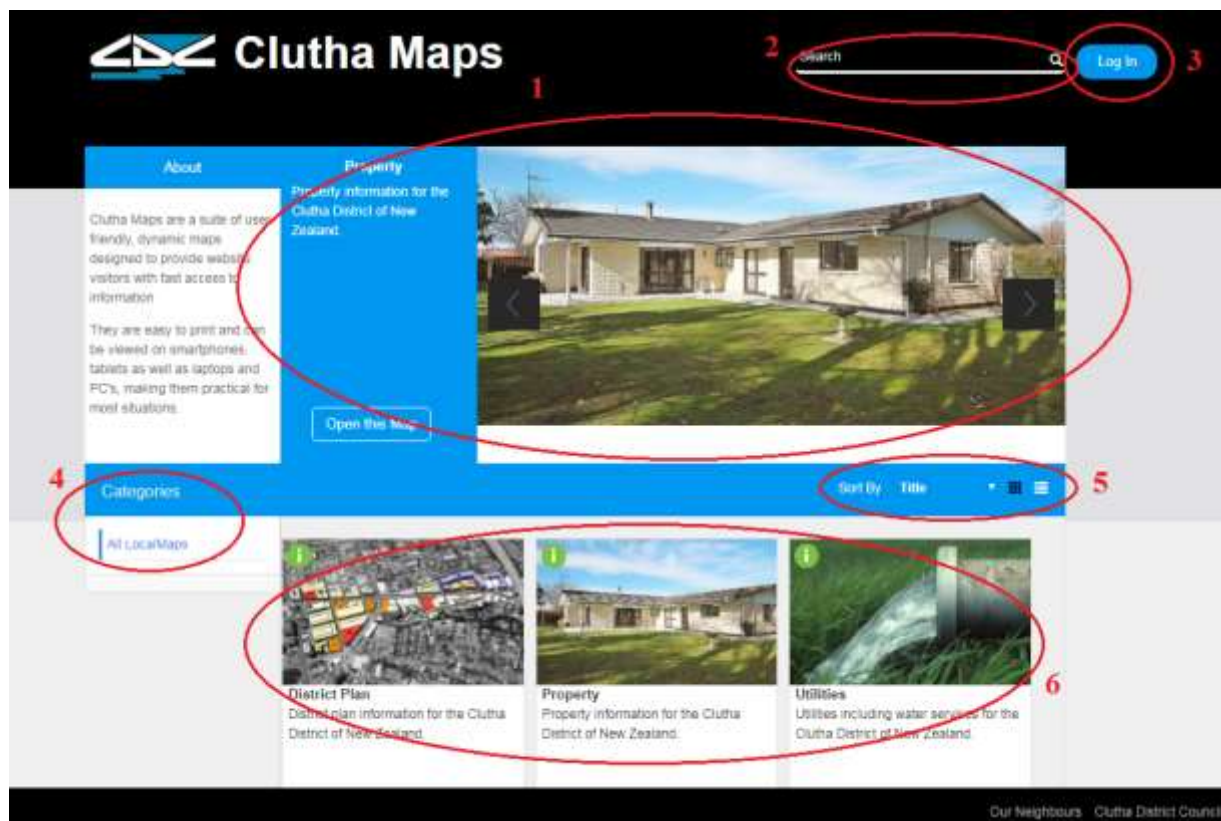 CDC Clutha Maps
2
Search
Log In
3
1
About
Clutha Maps are a suite of user
friendly, dynamic maps
designed to provide website
visitors with fast access to
information
They are easy to print and can
be viewed on smartphones,
tablets as well as laptops and
PC's, making them practical for
most situations.
Property
Property information for the
Clutha District of New
Zealand.
Open this Map
4
Categories
All LocalMaps
Sort By Title
5
i
District Plan
District plan information for the Clutha
District of New Zealand.
i
Property
Property information for the Clutha
District of New Zealand.
i
Utilities
Utilities including water services for the
Clutha District of New Zealand.
6
Our Neighbours Clutha District Council